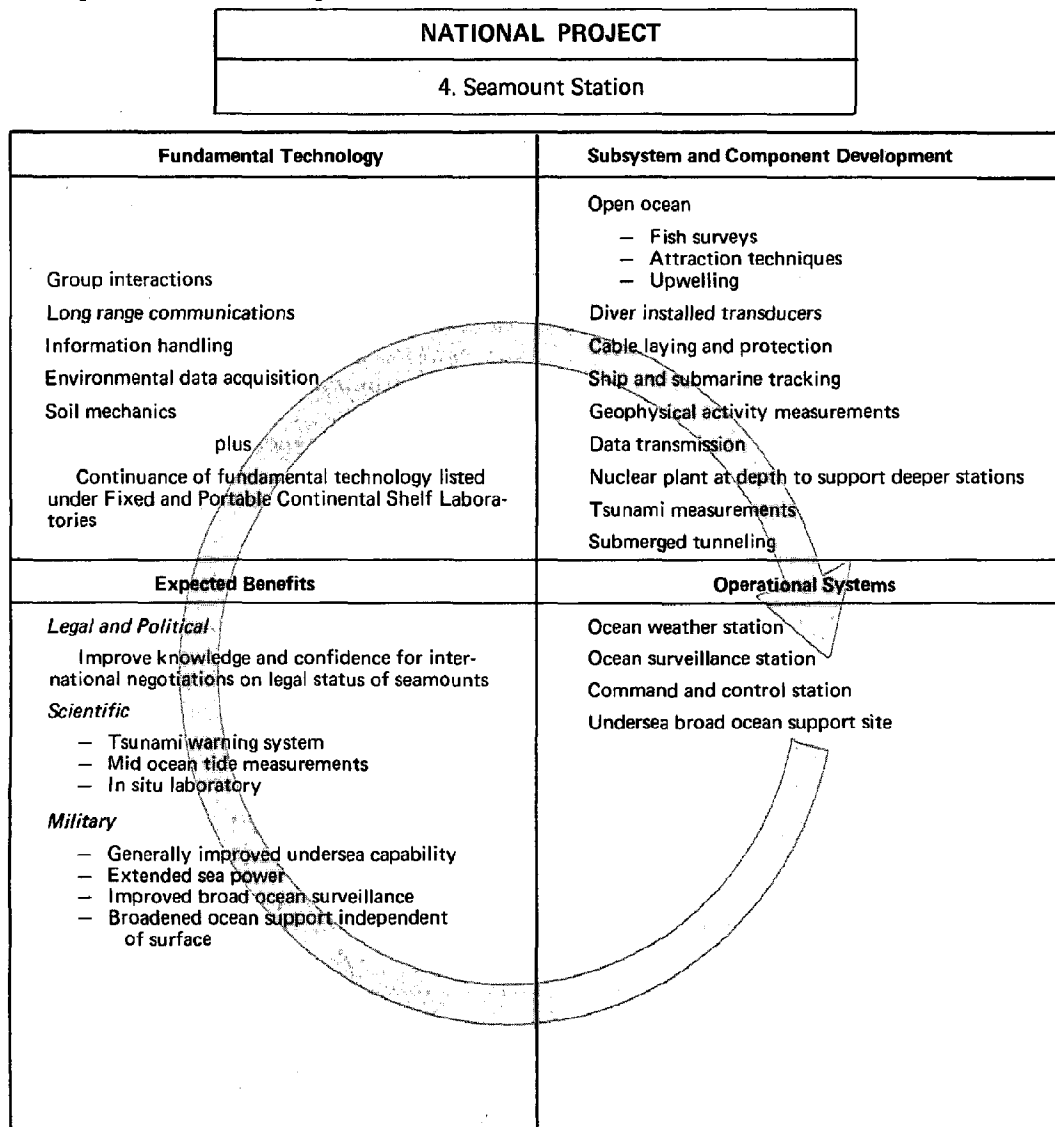 NATIONAL PROJECT
4. Seamount Station
Fundamental Technology
Group interactions
Long range communications
Information handling
Environmental data acquisition
Soil mechanics
plus
Continuance of fundamental technology listed
under Fixed and Portable Continental Shelf Labora-
tories
Subsystem and Component Development
Open ocean
— Fish surveys
— Attraction techniques
— Upwelling
Diver installed transducers
Cable laying and protection
Ship and submarine tracking
Geophysical activity measurements
Data transmission
Nuclear plant at depth to support deeper stations
Tsunami measurements
Submerged tunneling
Expected Benefits
Legal and Political
Improve knowledge and confidence for inter-
national negotiations on legal status of seamounts
Scientific
— Tsunami warning system
— Mid ocean tide measurements
— In situ laboratory
Military
— Generally improved undersea capability
— Extended sea power
— Improved broad ocean surveillance
— Broadened ocean support independent
of surface
Operational Systems
Ocean weather station
Ocean surveillance station
Command and control station
Undersea broad ocean support site